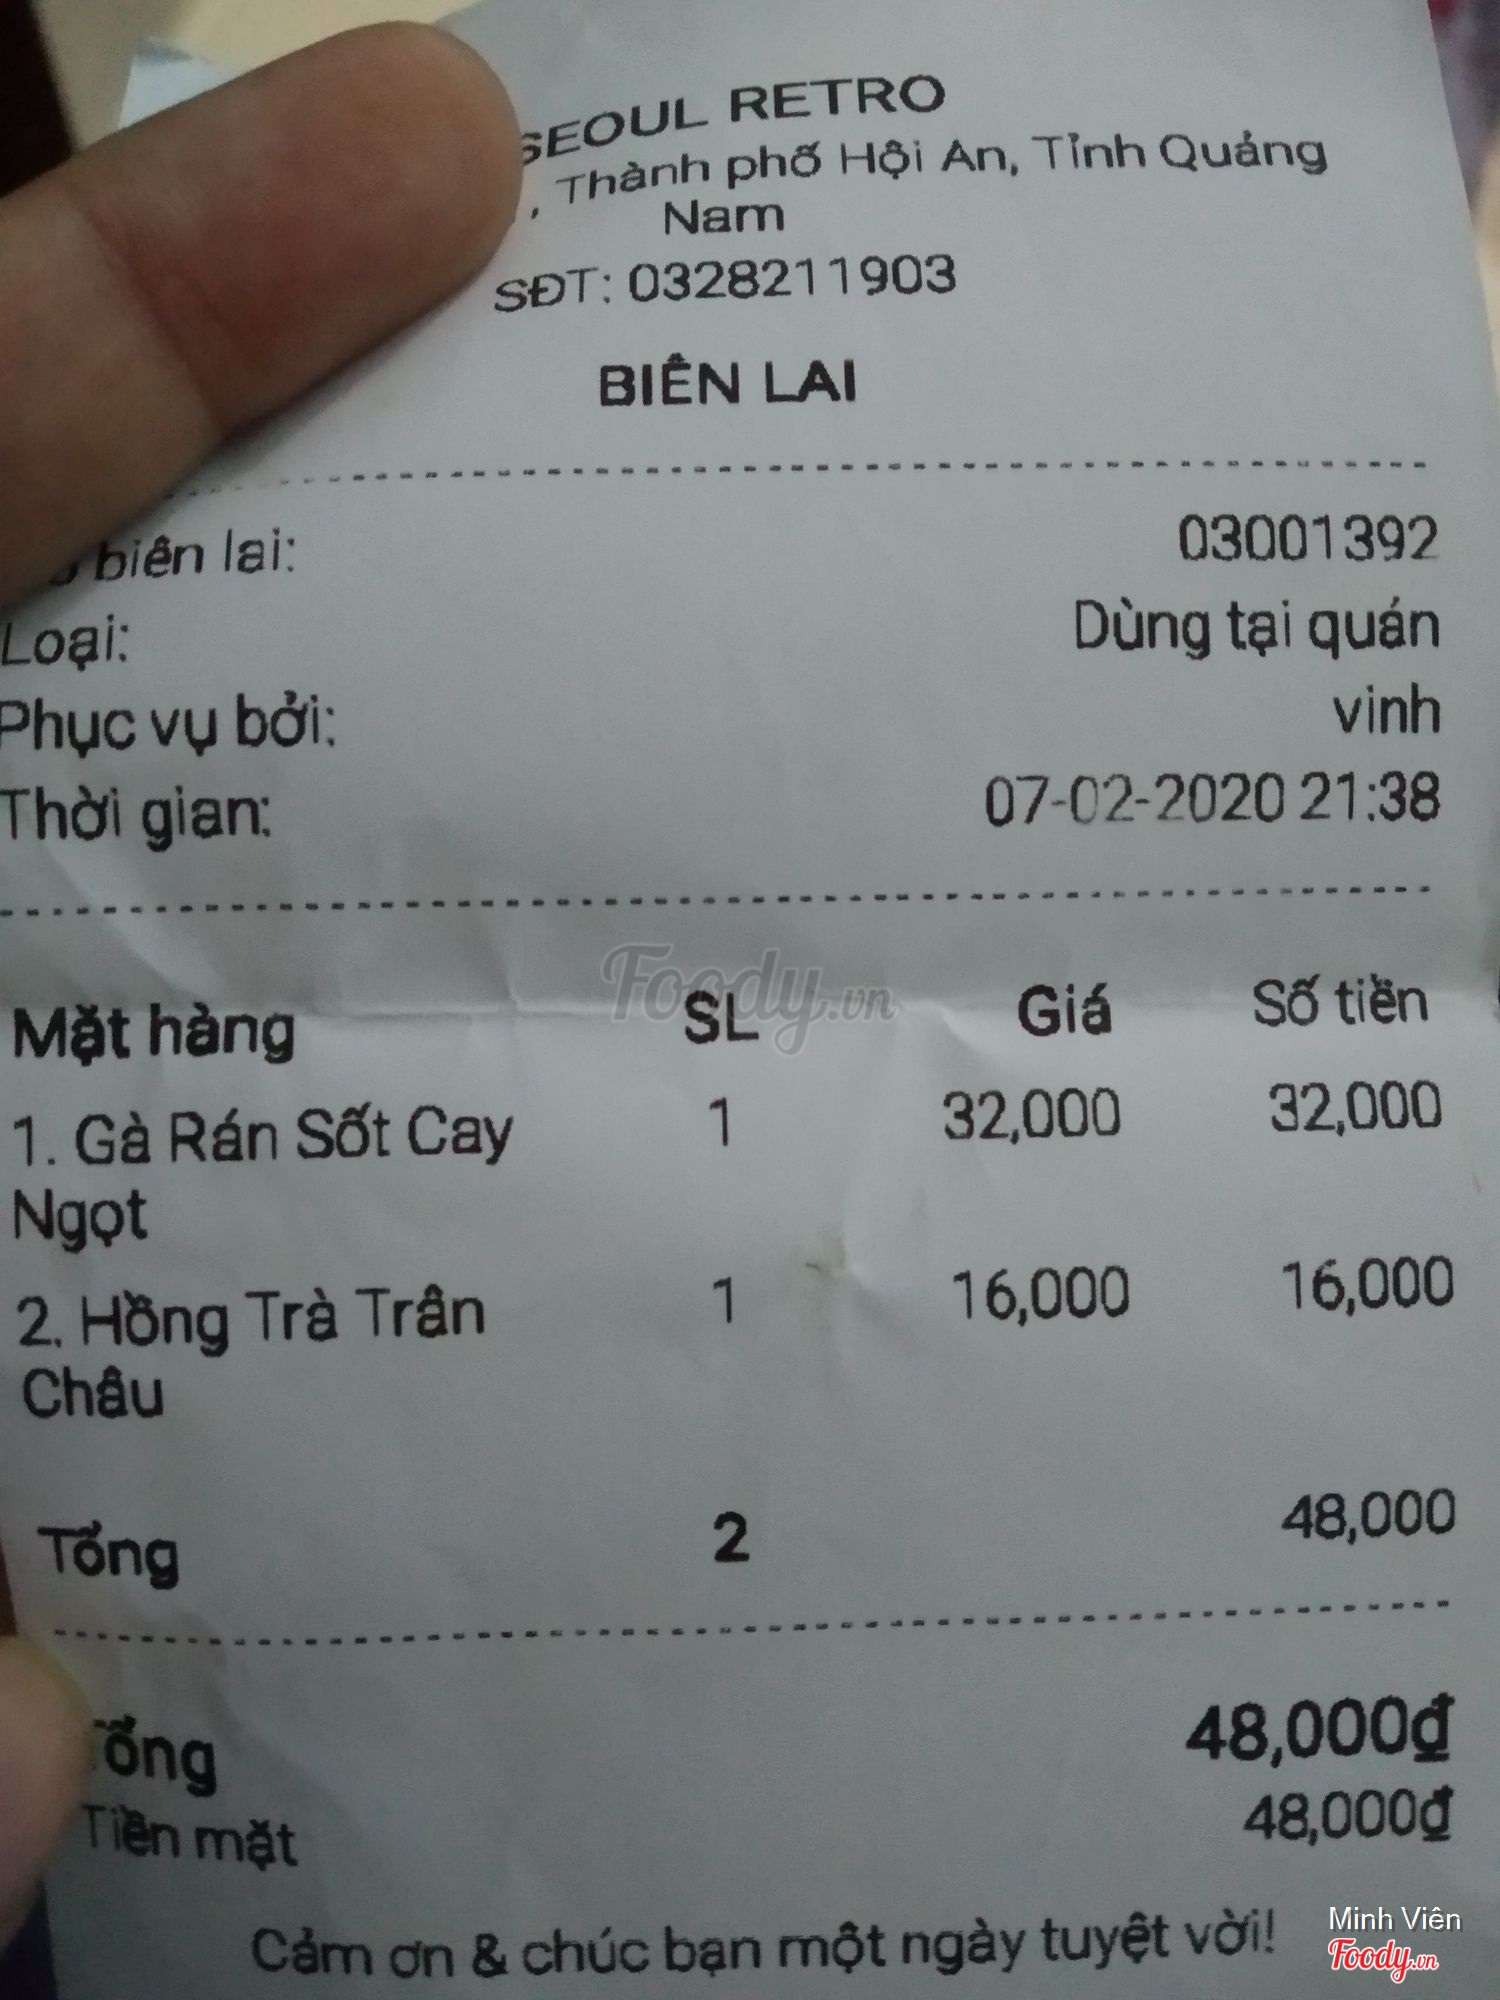 SEOUL RETRO
, Thành phố Hội An, Tỉnh Quảng
Nam
SĐT: 0328211903
BIÊN LAI
biên lai: 03001392
Loại: Dùng tại quán
Phục vụ bởi: vinh
Thời gian: 07-02-2020 21:38
Foody.vn
Mặt hàng SL Giá Số tiền
1. Gà Rán Sốt Cay 1 32,000 32,000
Ngọt
2. Hồng Trà Trân 1 16,000 16,000
Châu
Tổng 2 48,000
Tổng 48,000₫
Tiền mặt 48,000₫
Cảm ơn & chúc bạn một ngày tuyệt vời!
Minh Viên
Foody.vn